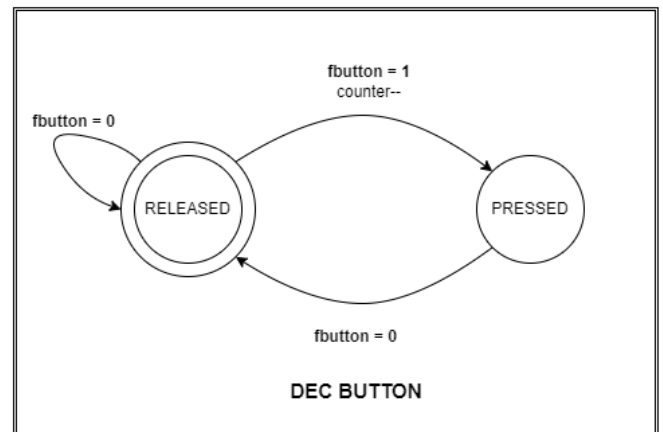 fbutton = 1
counter--
fbutton = 0
RELEASED
PRESSED
fbutton = 0
DEC BUTTON